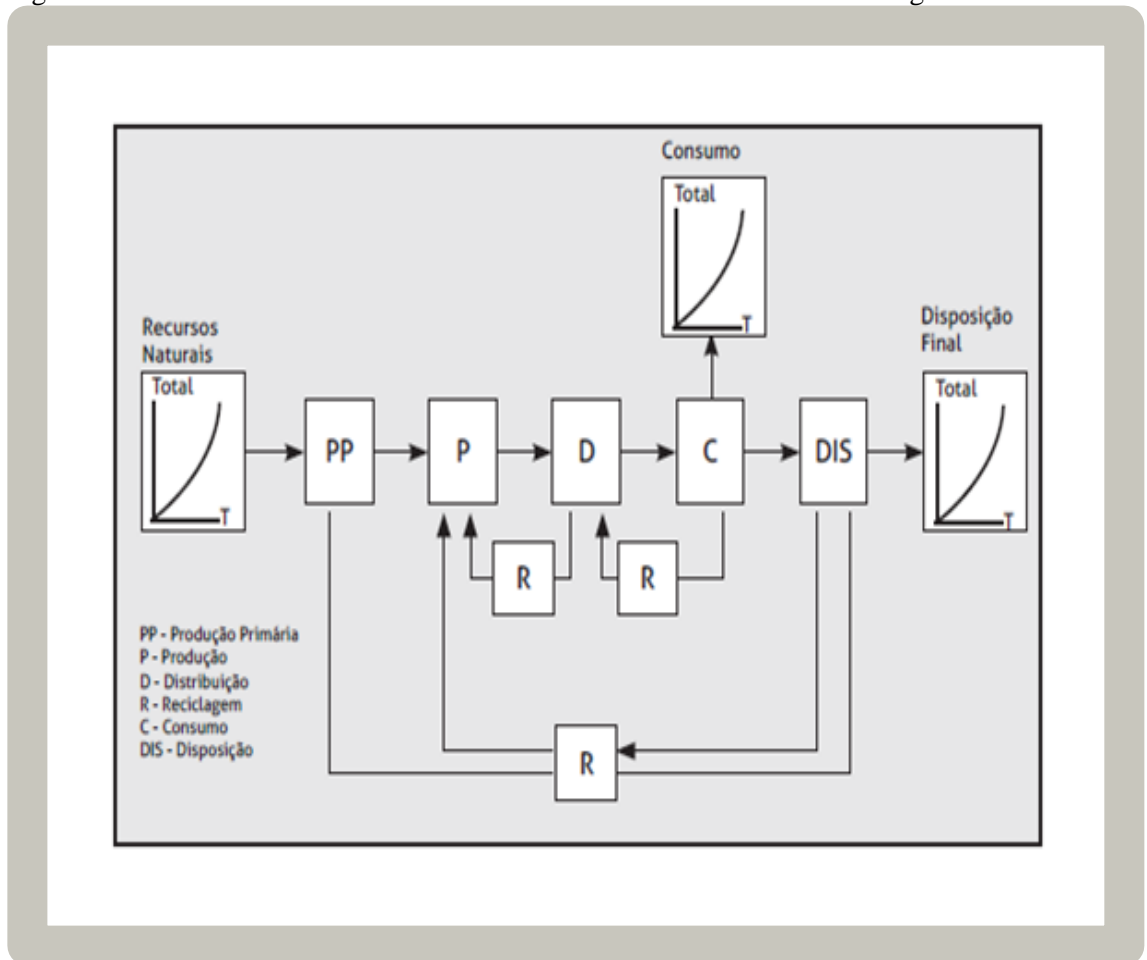 Consumo
Total
T
Recursos
Naturais
Total
T
Disposição
Final
Total
T
PP
P
D
C
DIS
R
R
PP - Produção Primária
P - Produção
D - Distribuição
R - Reciclagem
C - Consumo
DIS - Disposição
R